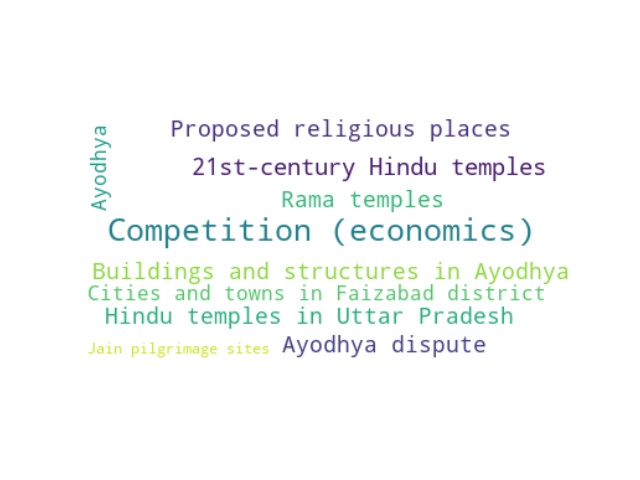 Ayodhya
Proposed religious places
21st-century Hindu temples
Rama temples
Competition (economics)
Buildings and structures in Ayodhya
Cities and towns in Faizabad district
Hindu temples in Uttar Pradesh
Jain pilgrimage sites
Ayodhya dispute